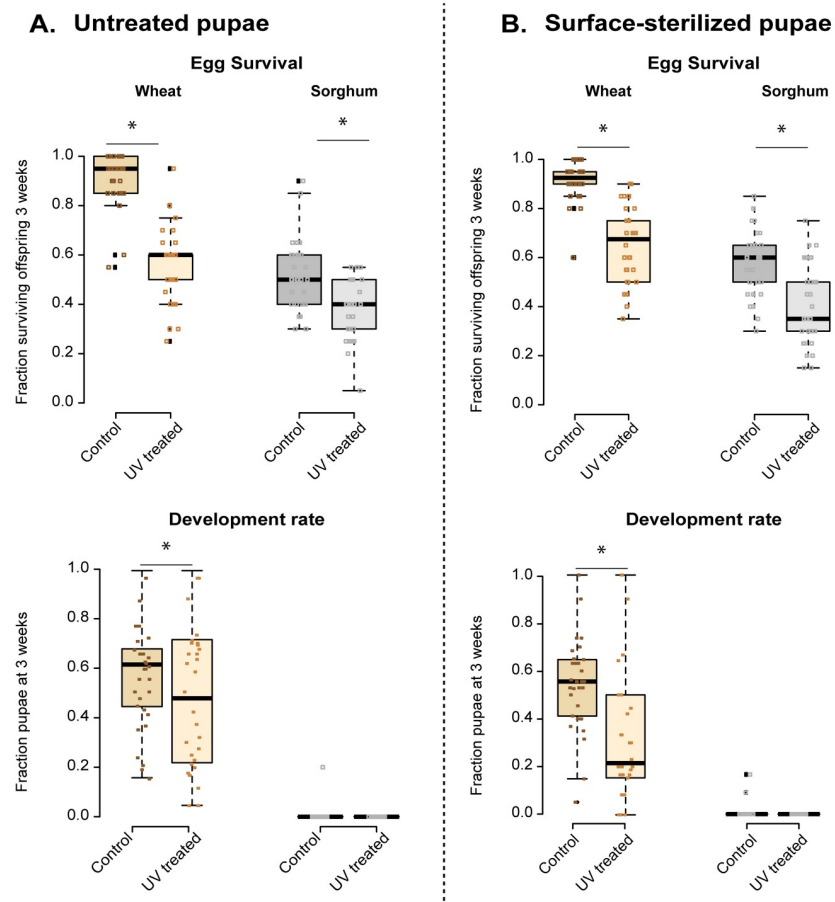 A. Untreated pupae
Egg Survival
Wheat Sorghum
* *
Fraction surviving offspring 3 weeks
1.0
0.8
0.6
0.4
0.2
0.0
Control UV treated Control UV treated
Development rate
*
Fraction pupae at 3 weeks
1.0
0.8
0.6
0.4
0.2
0.0
Control UV treated Control UV treated
B. Surface-sterilized pupae
Egg Survival
Wheat Sorghum
* *
Fraction surviving offspring 3 weeks
1.0
0.8
0.6
0.4
0.2
0.0
Control UV treated Control UV treated
Development rate
*
Fraction pupae at 3 weeks
1.0
0.8
0.6
0.4
0.2
0.0
Control UV treated Control UV treated